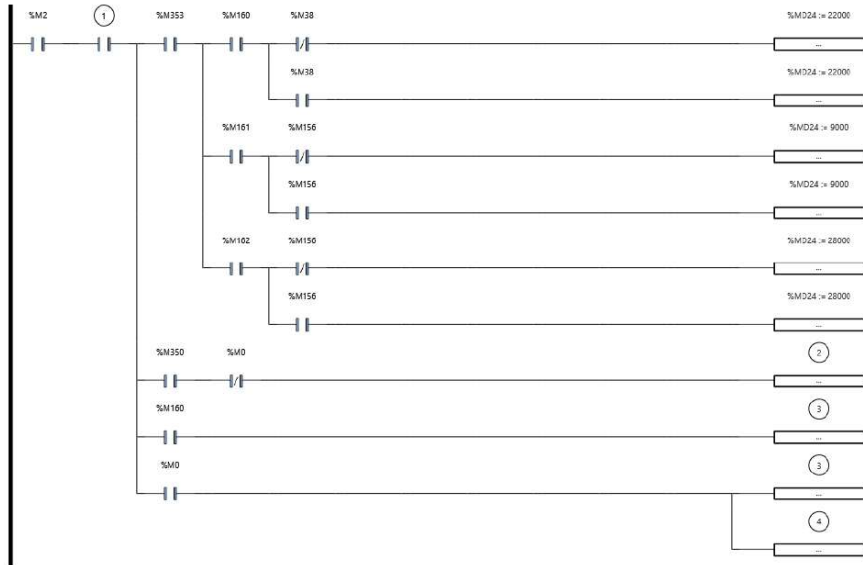 %M2 1 %M353 %M160 %M38 %MD24 := 22000
...
%M38 %MD24 := 22000
...
%M161 %M156 %MD24 := 9000
...
%M156 %MD24 := 9000
...
%M162 %M156 %MD24 := 28000
...
%M156 %MD24 := 28000
...
%M350 %M0 2
...
%M160 3
...
%M0 3
...
4
...